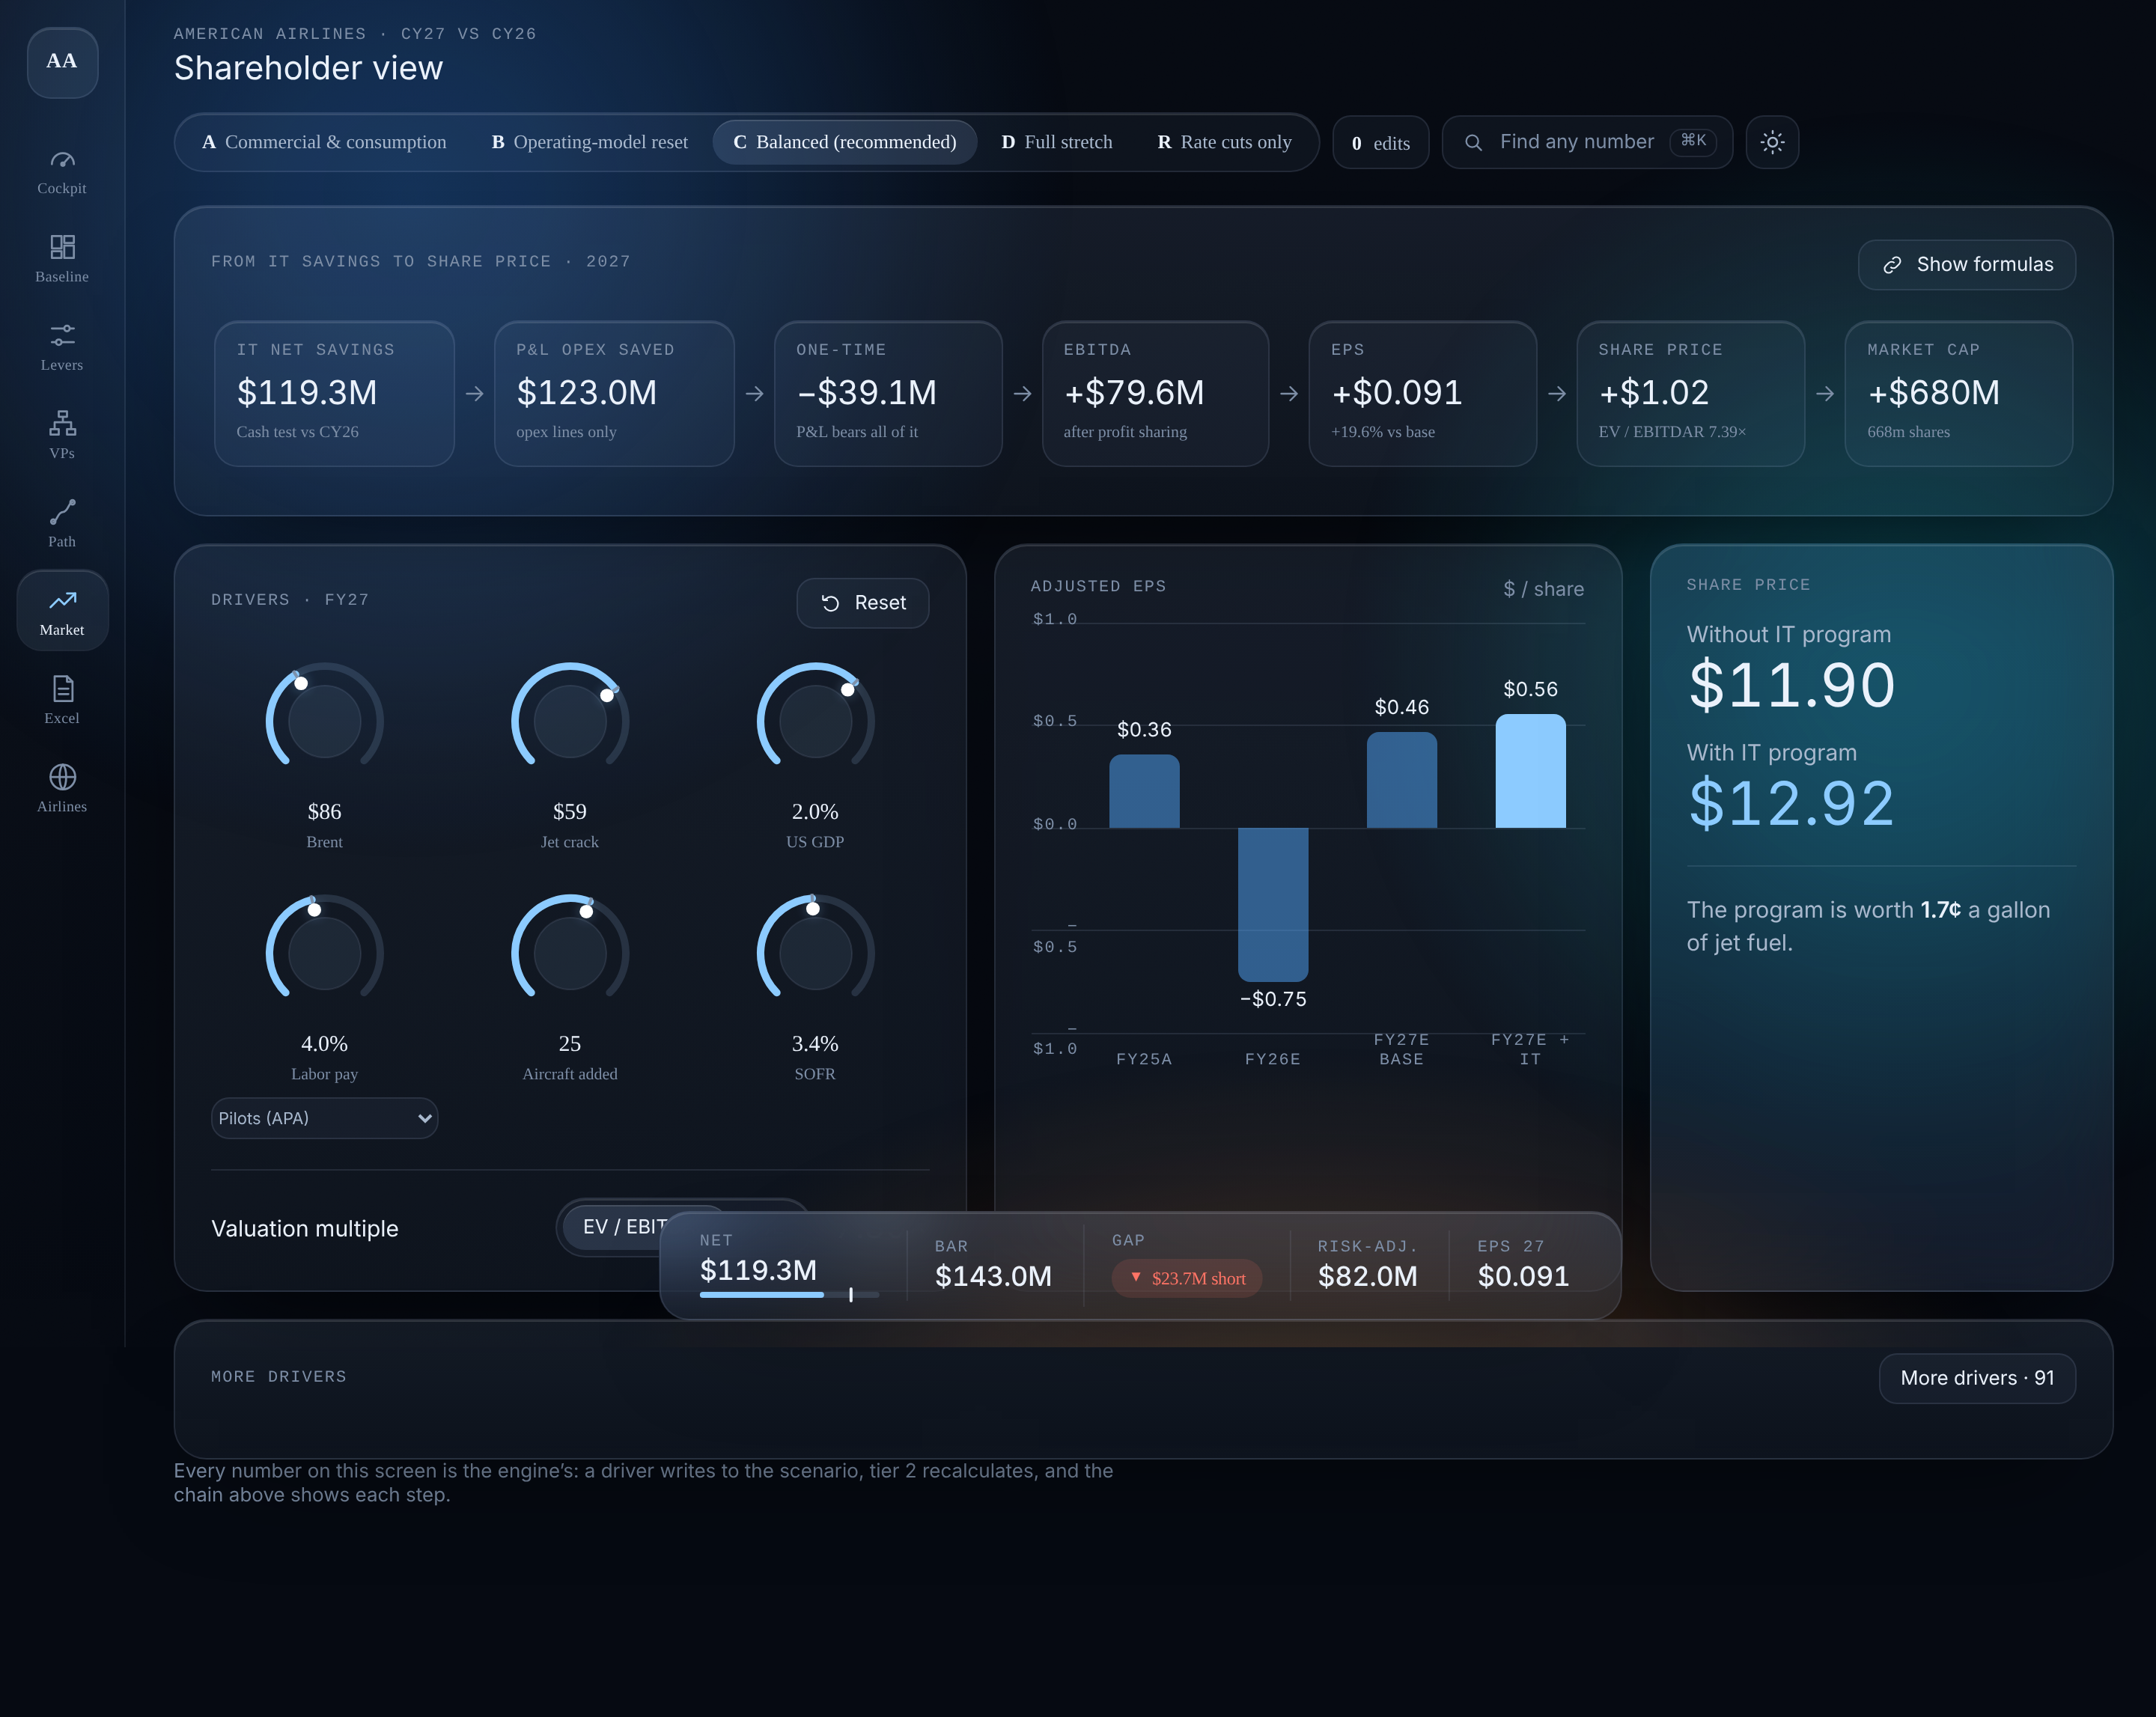 AA
Cockpit
Baseline
Levers
VPs
Path
Market
Excel
Airlines
AMERICAN AIRLINES · CY27 VS CY26
Shareholder view
A Commercial & consumption
B Operating-model reset
C Balanced (recommended)
D Full stretch
R Rate cuts only
0 edits
Find any number ⌘K
FROM IT SAVINGS TO SHARE PRICE · 2027
Show formulas
IT NET SAVINGS
$119.3M
Cash test vs CY26
P&L OPEX SAVED
$123.0M
opex lines only
ONE-TIME
−$39.1M
P&L bears all of it
EBITDA
+$79.6M
after profit sharing
EPS
+$0.091
+19.6% vs base
SHARE PRICE
+$1.02
EV / EBITDAR 7.39×
MARKET CAP
+$680M
668m shares
DRIVERS · FY27
Reset
$86
Brent
$59
Jet crack
2.0%
US GDP
4.0%
Labor pay
25
Aircraft added
3.4%
SOFR
Pilots (APA)
Valuation multiple
ADJUSTED EPS
$ / share
$1.0
$0.5
$0.0
−
$0.5
−
$1.0
$0.36
−$0.75
$0.46
$0.56
FY25A
FY26E
FY27E
BASE
FY27E +
IT
SHARE PRICE
Without IT program
$11.90
With IT program
$12.92
The program is worth 1.7¢ a gallon
of jet fuel.
NET
$119.3M
BAR
$143.0M
GAP
▼ $23.7M short
RISK-ADJ.
$82.0M
EPS 27
$0.091
MORE DRIVERS
More drivers · 91
Every number on this screen is the engine’s: a driver writes to the scenario, tier 2 recalculates, and the
chain above shows each step.